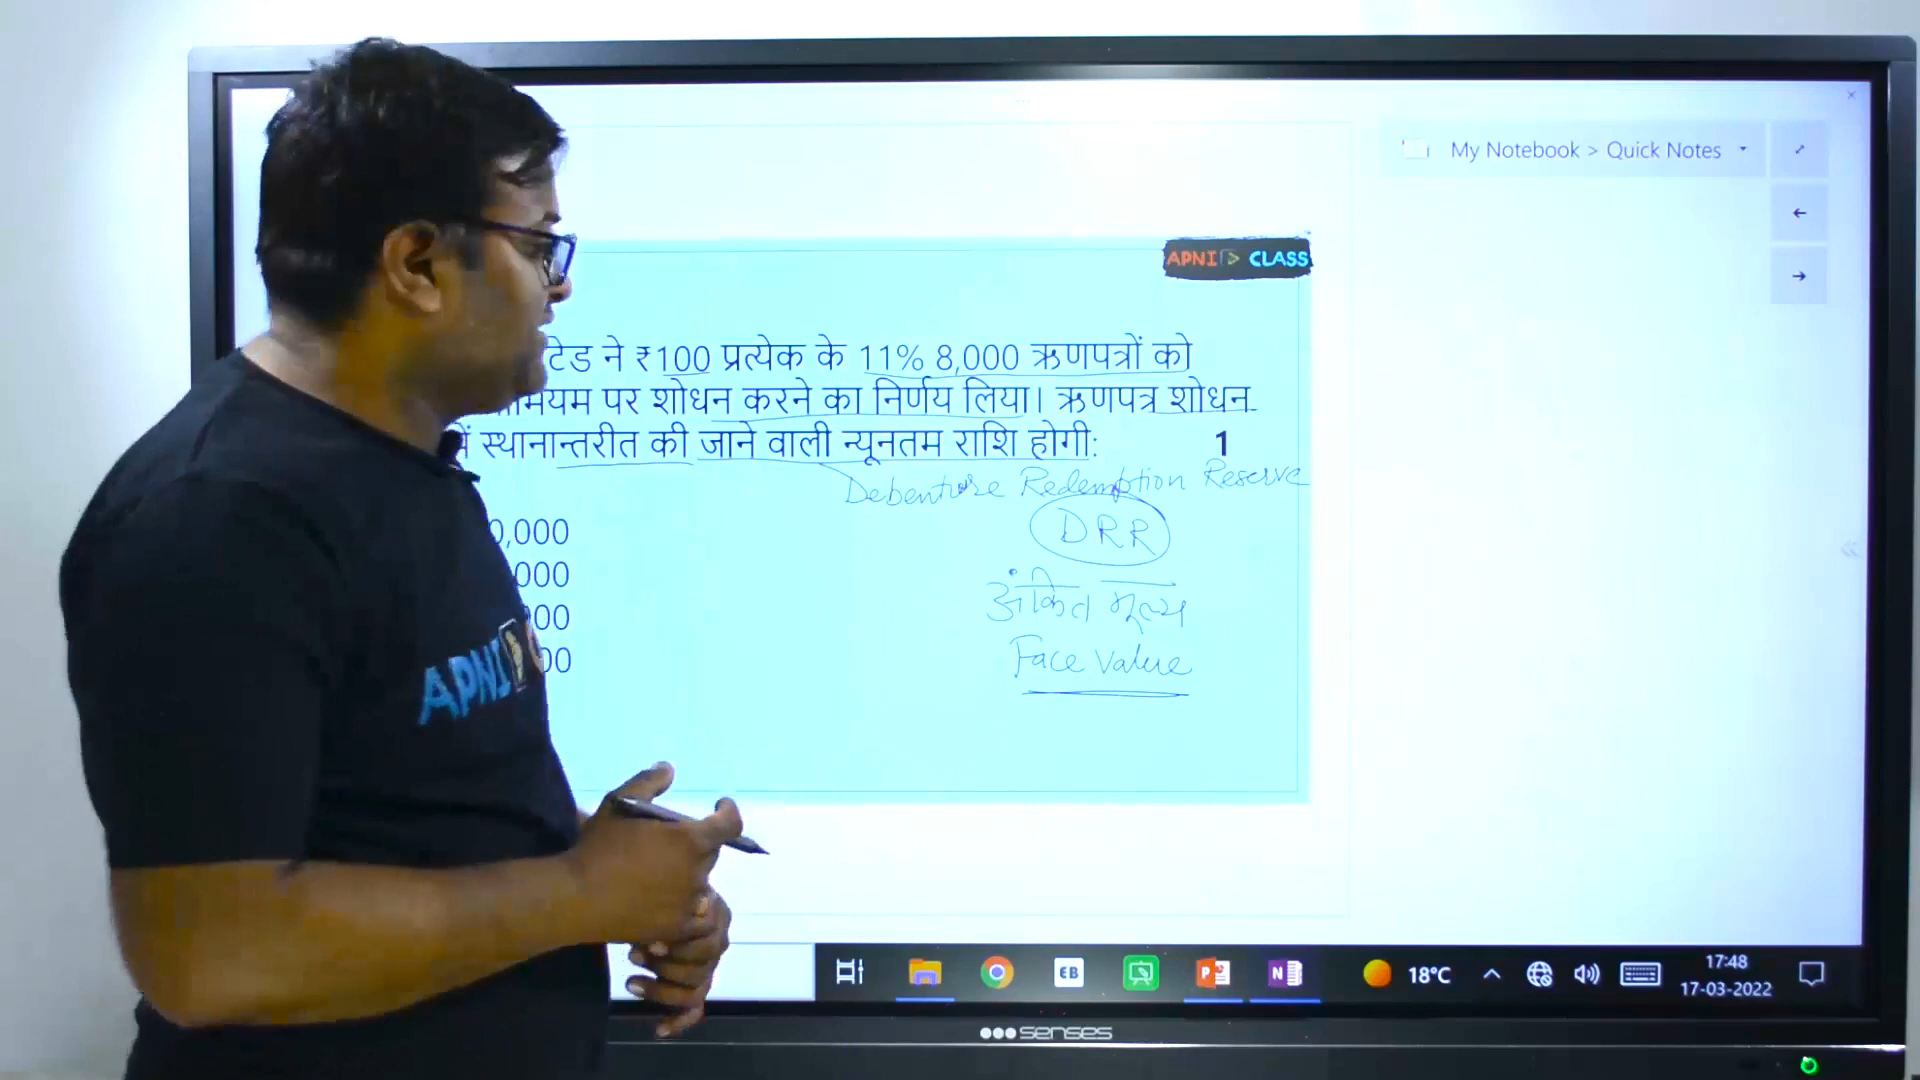 My Notebook > Quick Notes
APNI CLASS
ने ₹100 प्रत्येक के 11% 8,000 ऋणपत्रों को
पर शोधन करने का निर्णय लिया। ऋणपत्र शोधन
में स्थानान्तरीत की जाने वाली न्यूनतम राशि होगी: 1
Debenture Redemption Reserve
DRR
अंकित मूल्य
Face Value
0,000
000
00
00
APNI
EB
18°C
17:48
17-03-2022
senses